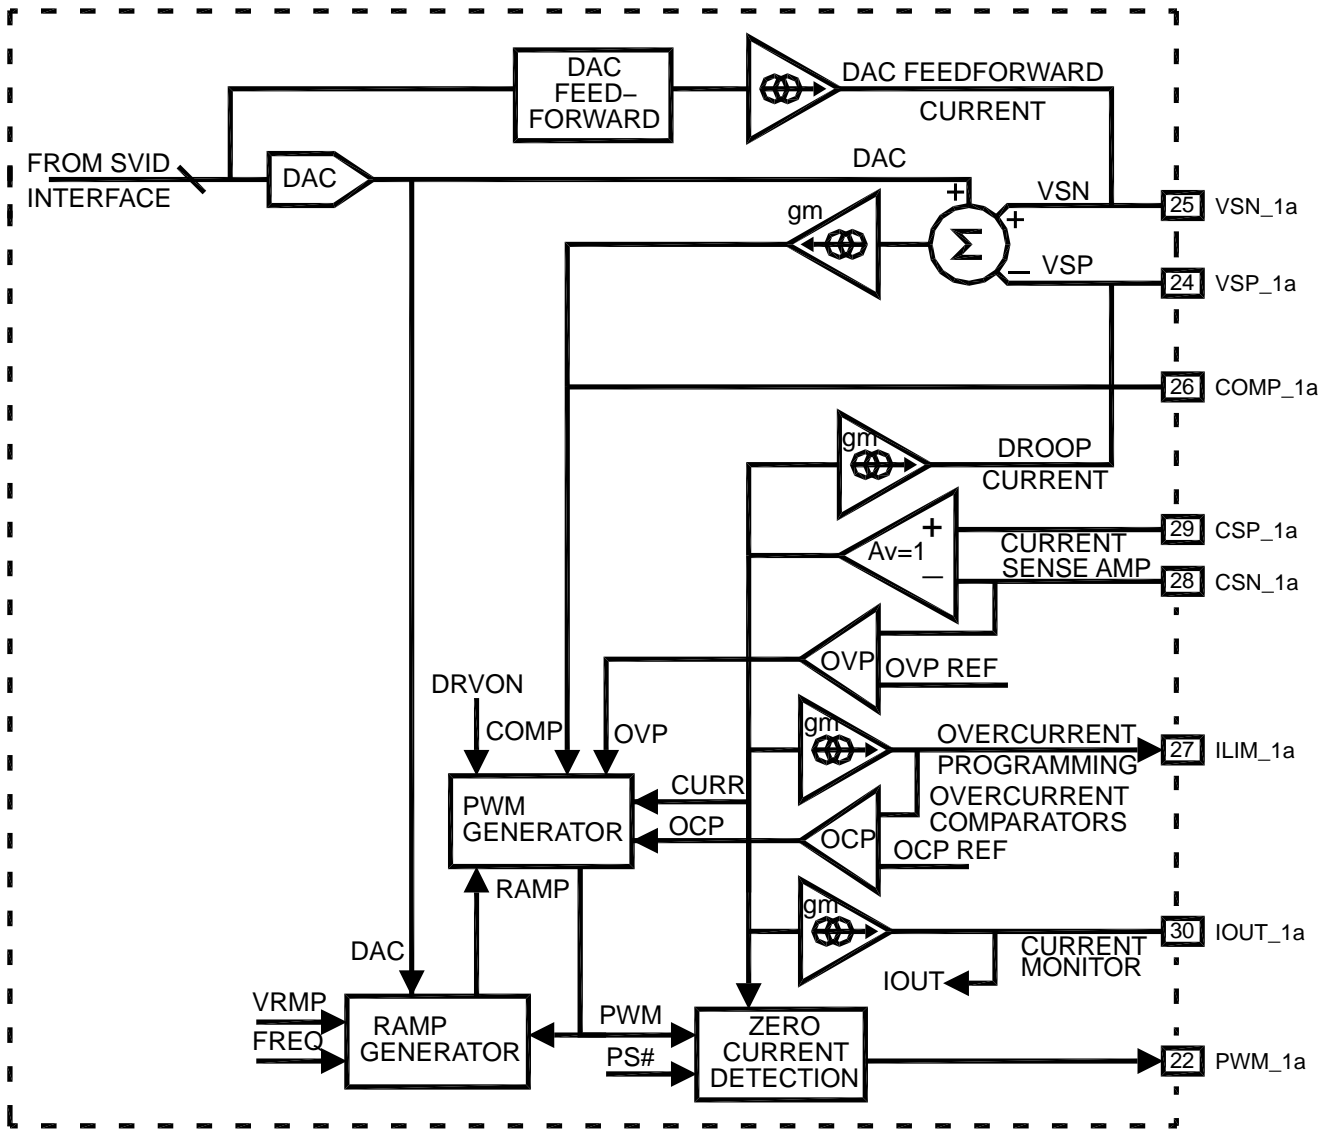 DAC
FEED–
FORWARD
DAC FEEDFORWARD
CURRENT
FROM SVID
INTERFACE
DAC
DAC
+
VSN
25
VSN_1a
gm
+
Σ
–
VSP
24
VSP_1a
26
COMP_1a
gm
DROOP
CURRENT
+
29
CSP_1a
Av=1
CURRENT
SENSE AMP
–
28
CSN_1a
OVP
OVP REF
DRVON
COMP
OVP
gm
OVERCURRENT
PROGRAMMING
27
ILIM_1a
CURR
OVERCURRENT
COMPARATORS
PWM
GENERATOR
OCP
OCP
OCP REF
RAMP
gm
30
IOUT_1a
CURRENT
MONITOR
IOUT
DAC
VRMP
FREQ
RAMP
GENERATOR
PWM
PS#
ZERO
CURRENT
DETECTION
22
PWM_1a